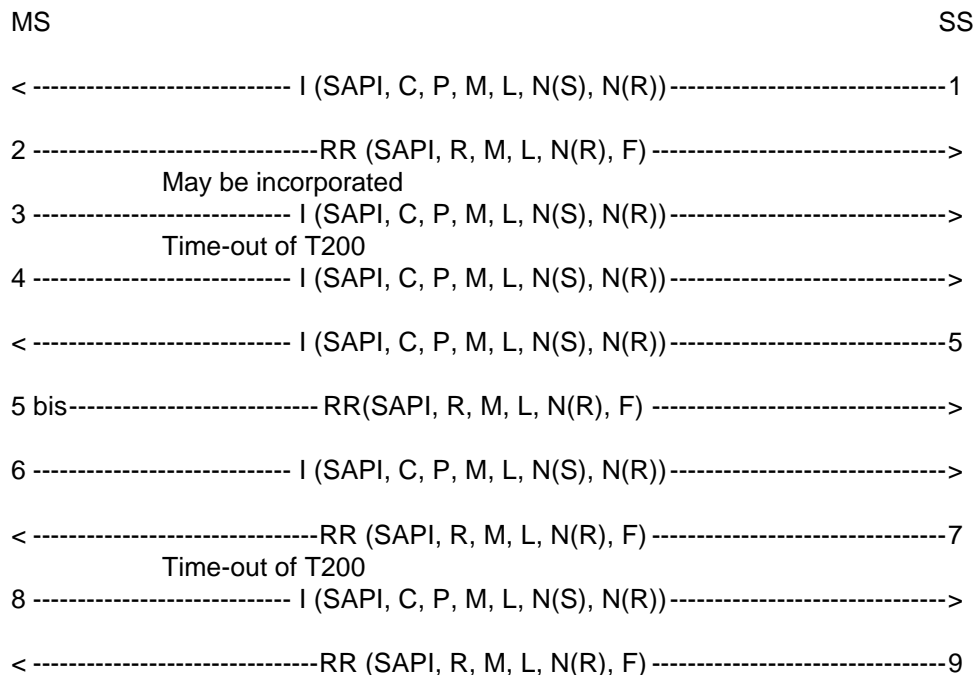 MS SS
< ----------------------------- I (SAPI, C, P, M, L, N(S), N(R))-------------------------------1
2 --------------------------------RR (SAPI, R, M, L, N(R), F) --------------------------------->
May be incorporated
3 ----------------------------- I (SAPI, C, P, M, L, N(S), N(R))------------------------------->
Time-out of T200
4 ----------------------------- I (SAPI, C, P, M, L, N(S), N(R))------------------------------->
< ----------------------------- I (SAPI, C, P, M, L, N(S), N(R))-------------------------------5
5 bis---------------------------- RR(SAPI, R, M, L, N(R), F) --------------------------------->
6 ----------------------------- I (SAPI, C, P, M, L, N(S), N(R))------------------------------->
< --------------------------------RR (SAPI, R, M, L, N(R), F) ---------------------------------7
Time-out of T200
8 ----------------------------- I (SAPI, C, P, M, L, N(S), N(R))------------------------------->
< --------------------------------RR (SAPI, R, M, L, N(R), F) ---------------------------------9